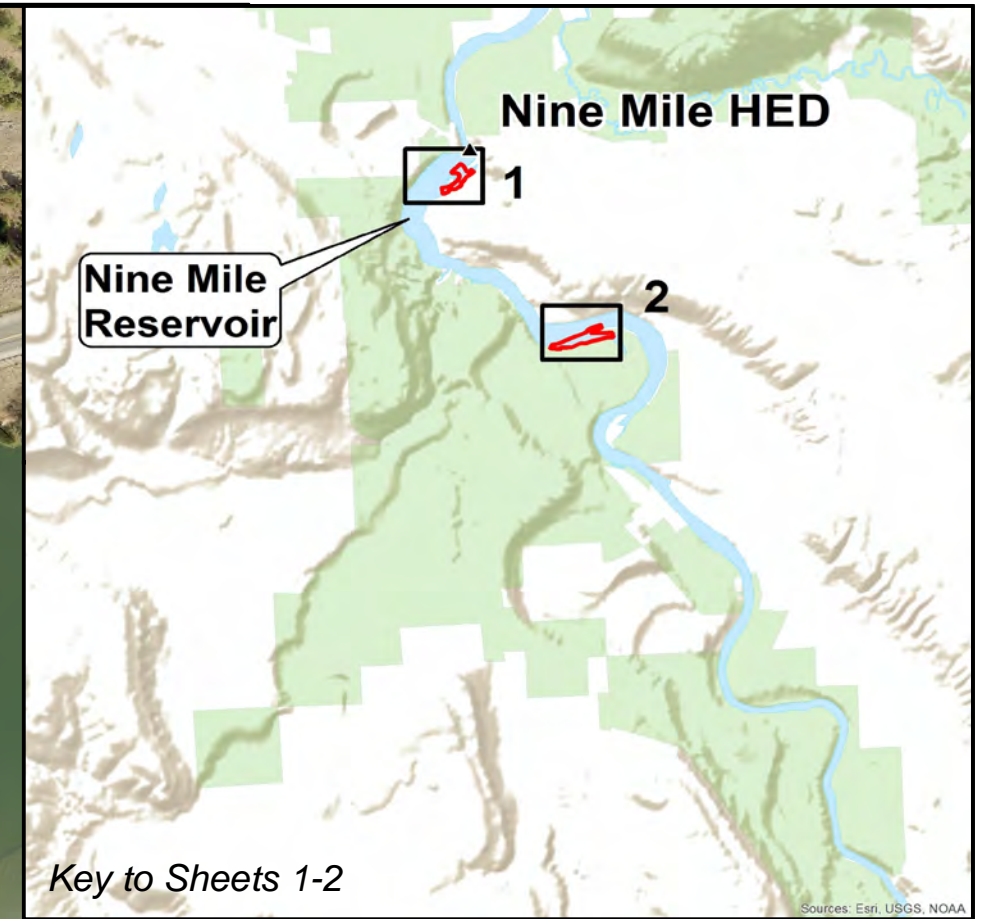 Nine Mile HED
1
Nine Mile
Reservoir
2
Key to Sheets 1-2
Sources: Esri, USGS, NOAA